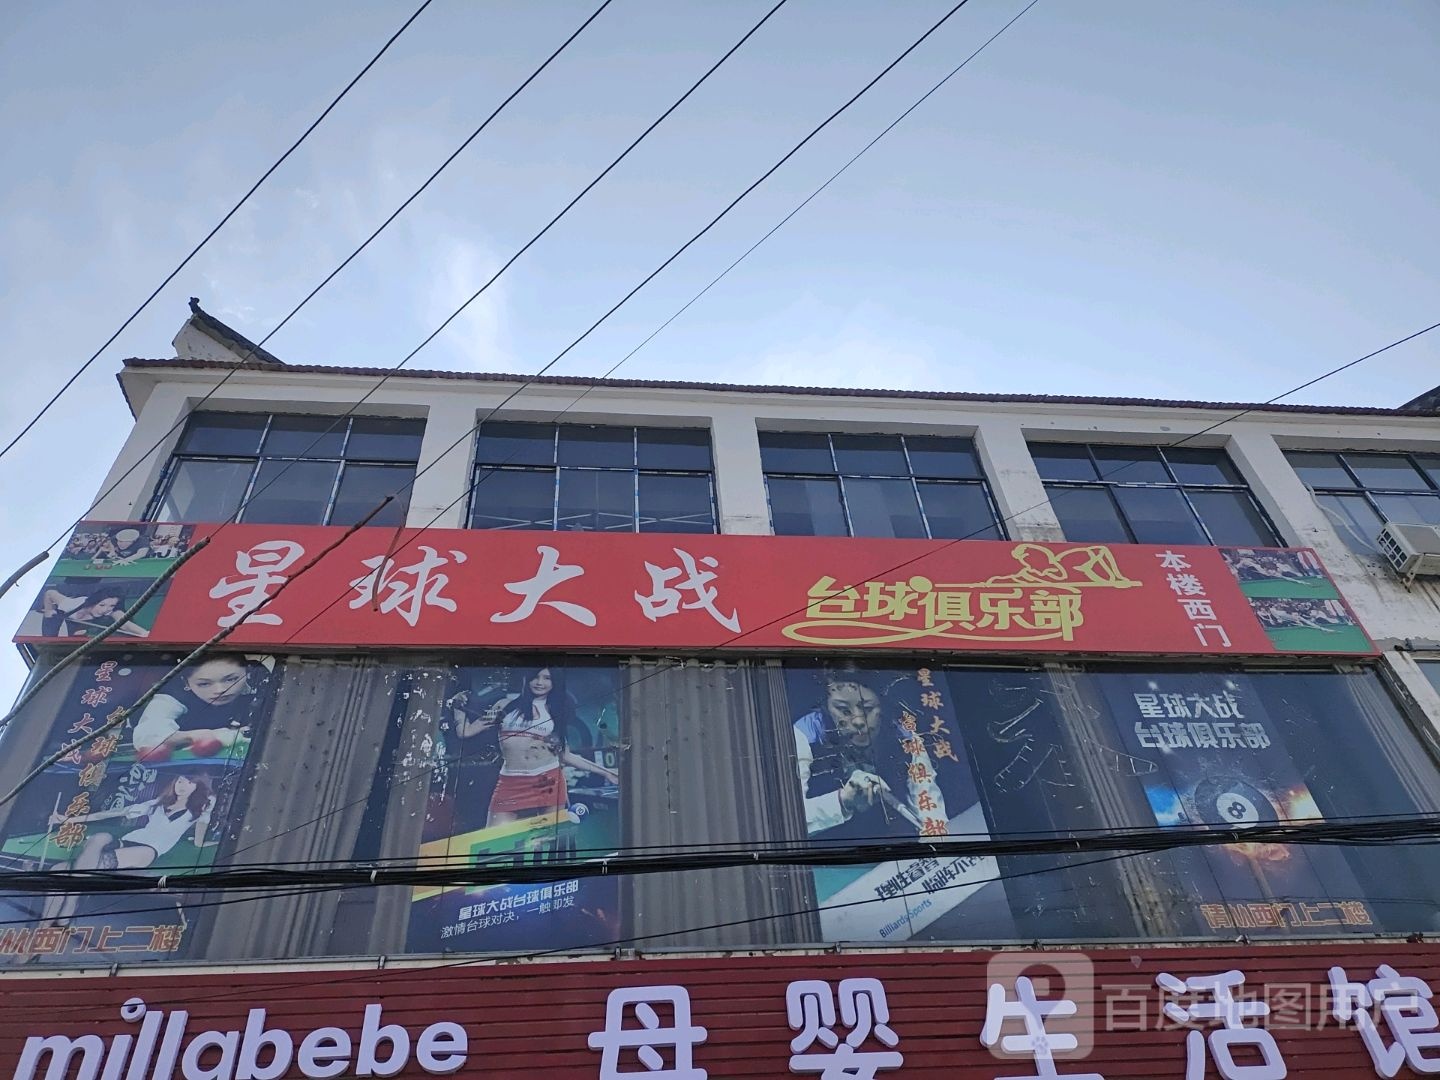 星球大战 台球俱乐部 本楼西门
星球大战
台球俱乐部
星球大战台球俱乐部
激情台球对决，一触即发
星球大战
台球俱乐部
Billiards Sports
星球大战
台球俱乐部
请从西门上二楼
从西门上二楼
millabebe 母婴生活馆
百度地图用户